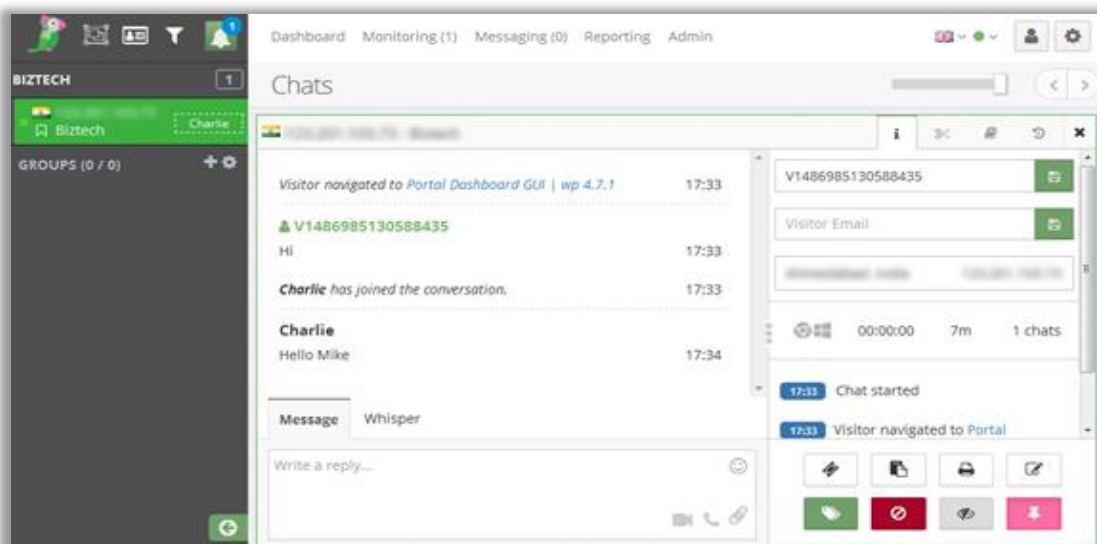 1
Dashboard Monitoring (1) Messaging (0) Reporting Admin
BIZTECH 1
Chats
Biztech Charlie
GROUPS (0 / 0)
Visitor navigated to Portal Dashboard GUI | wp 4.7.1 17:33
V1486985130588435
Hi 17:33
Charlie has joined the conversation. 17:33
Charlie
Hello Mike 17:34
Message Whisper
Write a reply...
i
V1486985130588435
Visitor Email
00:00:00 7m 1 chats
17:33 Chat started
17:33 Visitor navigated to Portal